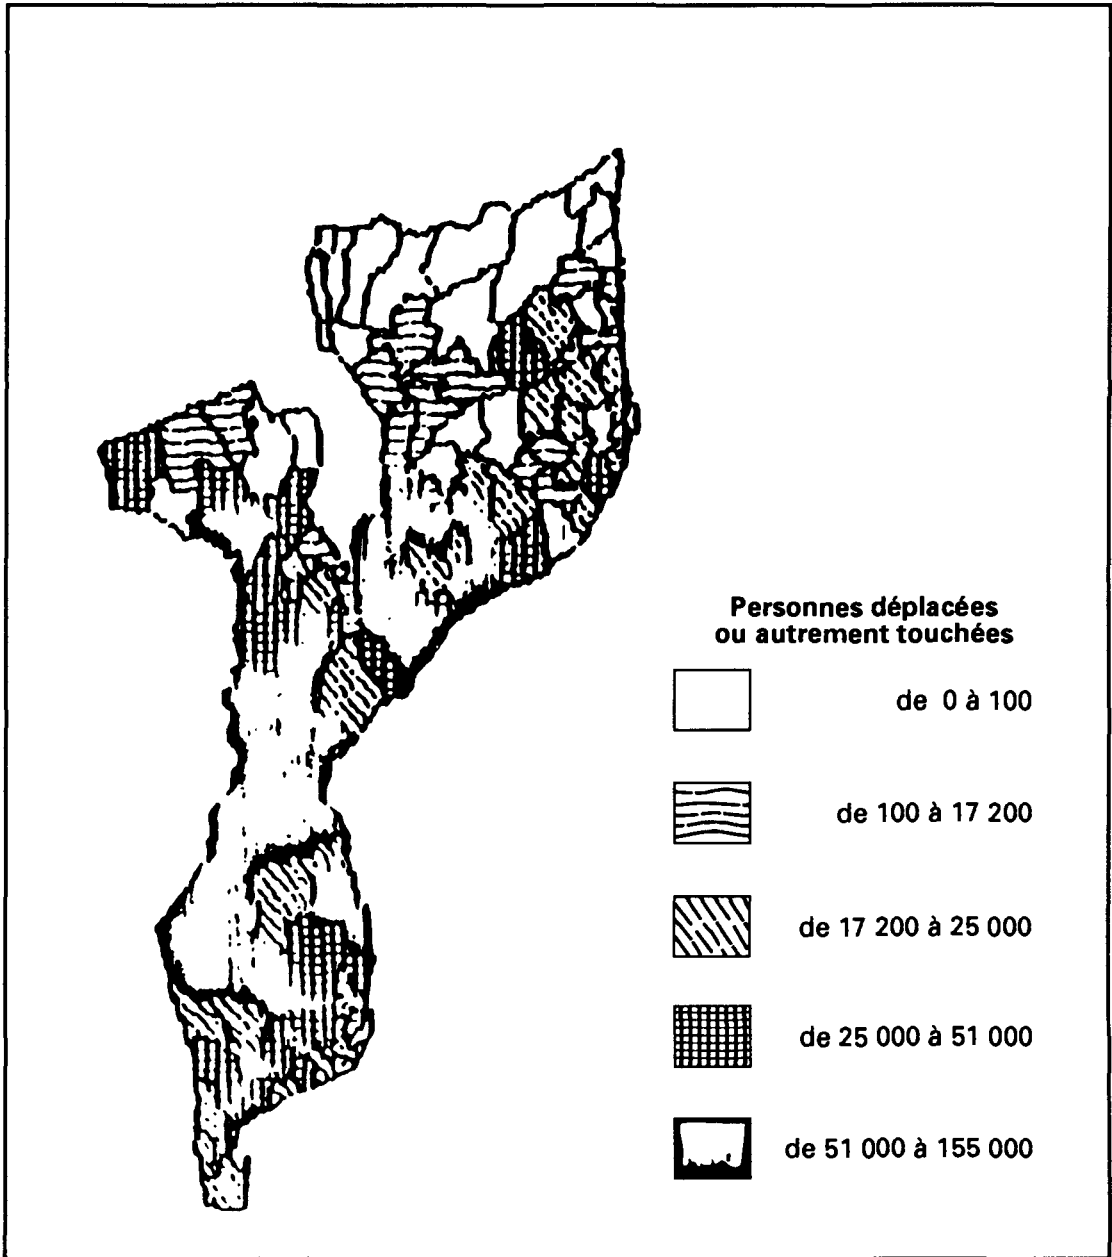 Personnes déplacées
ou autrement touchées
de 0 à 100
de 100 à 17 200
de 17 200 à 25 000
de 25 000 à 51 000
de 51 000 à 155 000